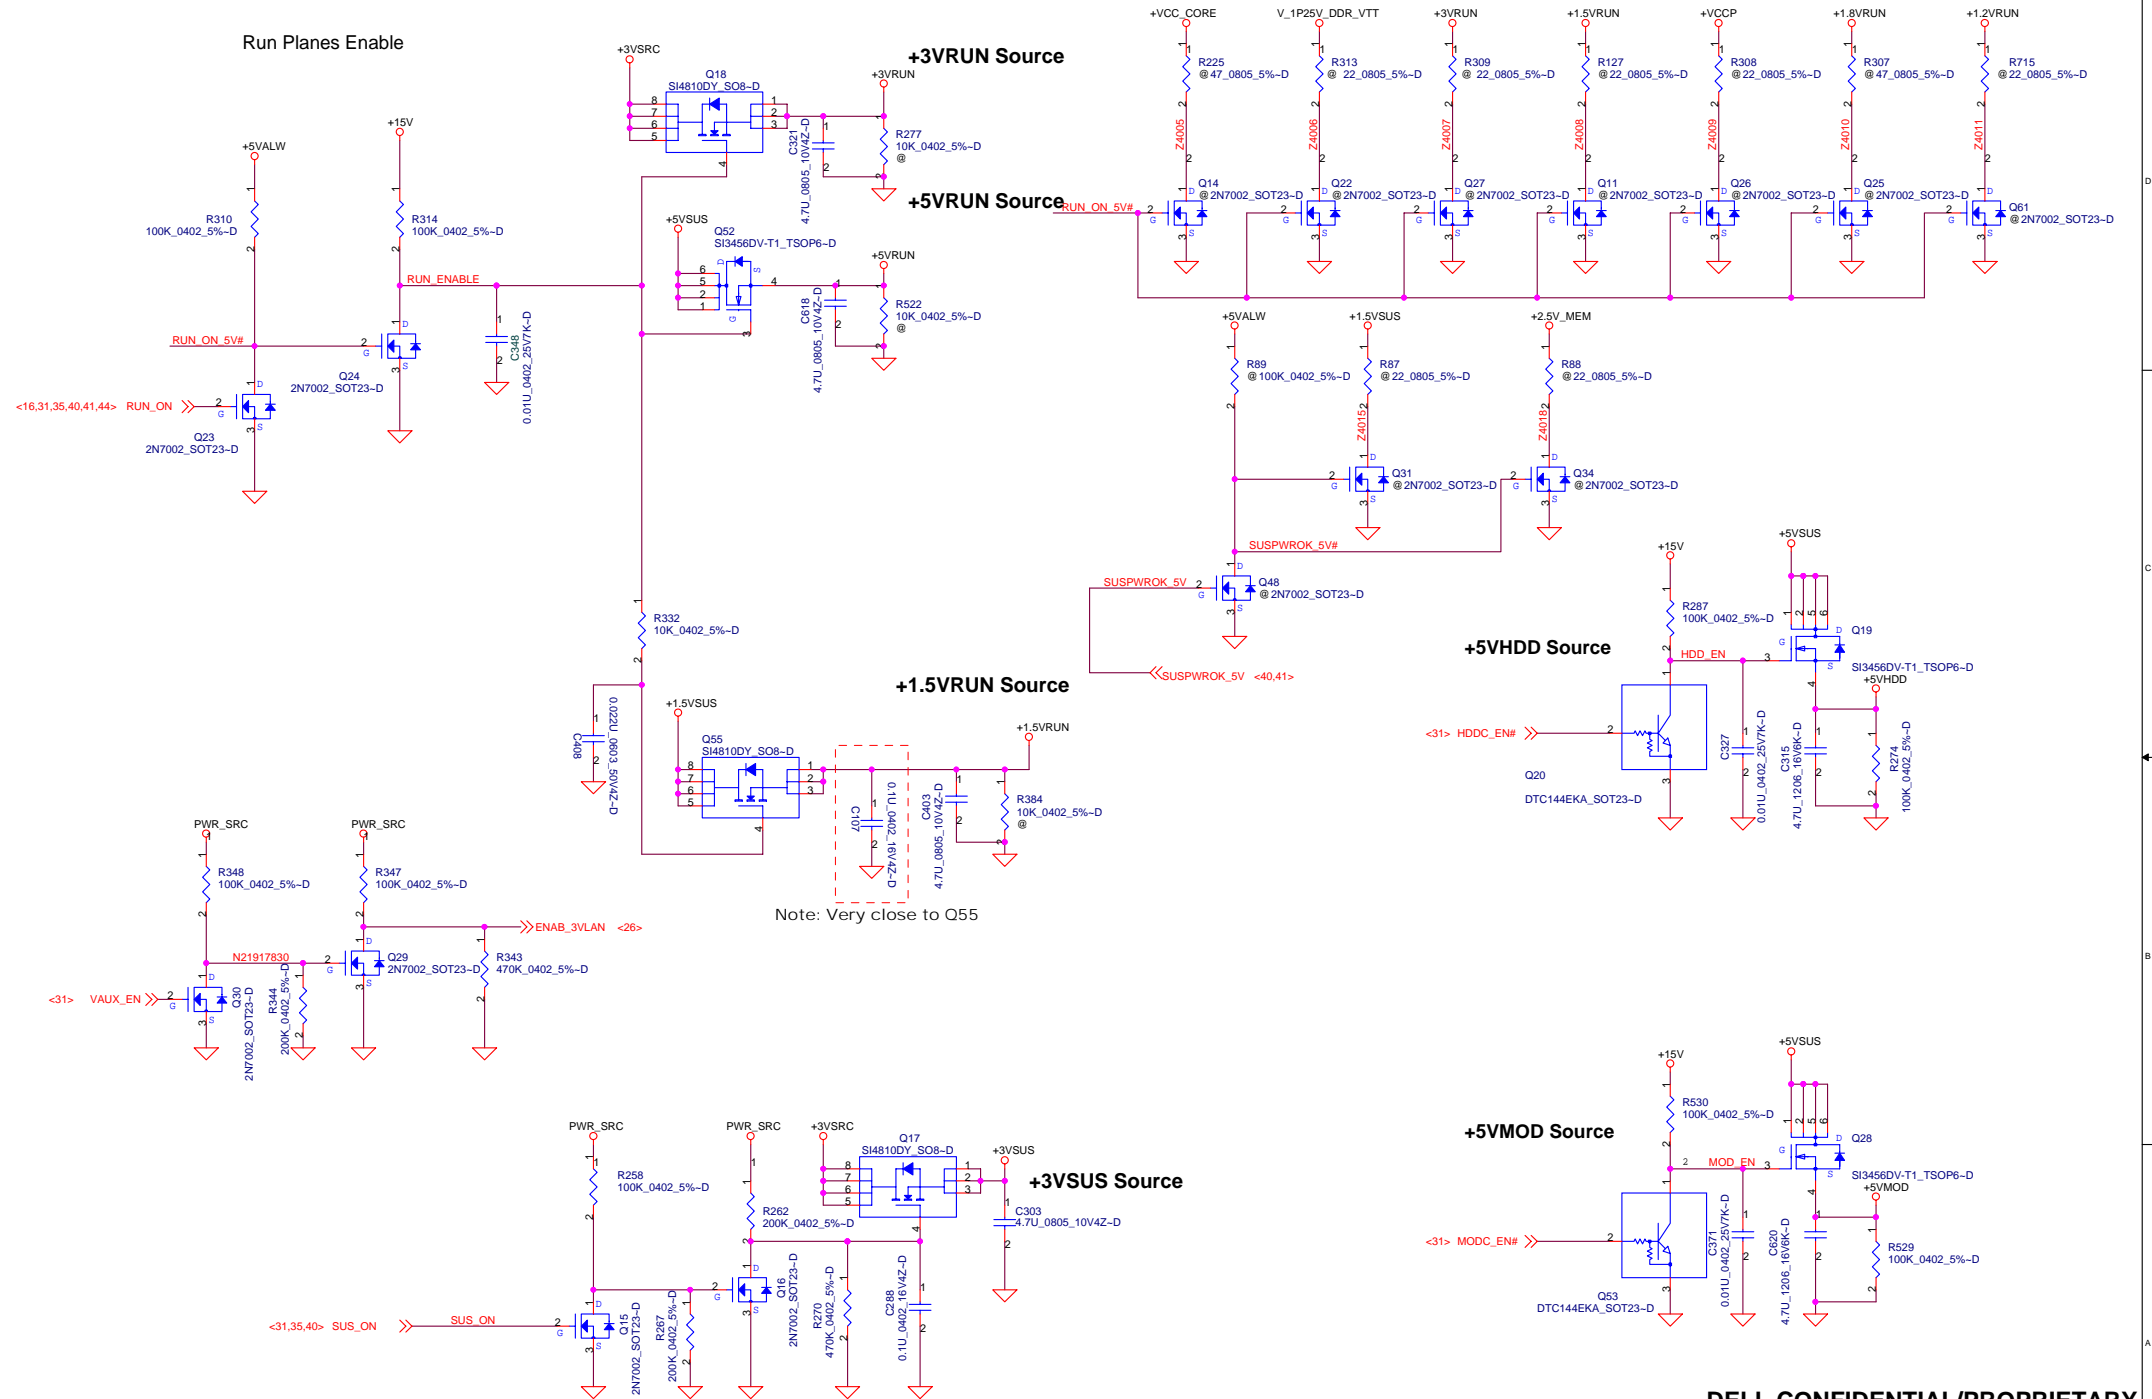 Run Planes Enable
+5VALW
R310
100K_0402_5%~D
+15V
R314
100K_0402_5%~D
RUN_ENABLE
RUN_ON_5V#
Q24
2N7002_SOT23~D
C348
0.01U_0402_25V7K~D
<16,31,35,40,41,44> RUN_ON
Q23
2N7002_SOT23~D
+3VRUN Source
+3VSRC
Q18
SI4810DY_SO8~D
+3VRUN
C321
4.7U_0805_10V4Z~D
R277
10K_0402_5%~D
@
+5VRUN Source
+5VSUS
Q52
SI3456DV-T1_TSOP6~D
+5VRUN
C618
4.7U_0805_10V4Z~D
R522
10K_0402_5%~D
@
R332
10K_0402_5%~D
C408
0.022U_0603_50V4Z~D
+1.5VRUN Source
+1.5VSUS
Q55
SI4810DY_SO8~D
+1.5VRUN
C107
0.1U_0402_16V4Z~D
C403
4.7U_0805_10V4Z~D
R384
10K_0402_5%~D
@
Note: Very close to Q55
+VCC_CORE
R225
@ 47_0805_5%~D
Z4005
Q14
@ 2N7002_SOT23~D
V_1P25V_DDR_VTT
R313
@ 22_0805_5%~D
Z4006
Q22
@ 2N7002_SOT23~D
+3VRUN
R309
@ 22_0805_5%~D
Z4007
Q27
@ 2N7002_SOT23~D
+1.5VRUN
R127
@ 22_0805_5%~D
Z4008
Q11
@ 2N7002_SOT23~D
+VCCP
R308
@ 22_0805_5%~D
Z4009
Q26
@ 2N7002_SOT23~D
+1.8VRUN
R307
@ 47_0805_5%~D
Z4010
Q25
@ 2N7002_SOT23~D
+1.2VRUN
R715
@ 22_0805_5%~D
Z4011
Q61
@ 2N7002_SOT23~D
RUN_ON_5V#
+5VALW
R89
@ 100K_0402_5%~D
+1.5VSUS
R87
@ 22_0805_5%~D
Z4015
Q31
@ 2N7002_SOT23~D
+2.5V_MEM
R88
@ 22_0805_5%~D
Z4018
Q34
@ 2N7002_SOT23~D
SUSPWROK_5V#
SUSPWROK_5V
Q48
@ 2N7002_SOT23~D
SUSPWROK_5V <40,41>
+5VHDD Source
+15V
R287
100K_0402_5%~D
HDD_EN
+5VSUS
Q19
SI3456DV-T1_TSOP6~D
+5VHDD
<31> HDDC_EN#
Q20
DTC144EKA_SOT23~D
C327
0.01U_0402_25V7K~D
C315
4.7U_1206_16V6K~D
R274
100K_0402_5%~D
PWR_SRC
R348
100K_0402_5%~D
PWR_SRC
R347
100K_0402_5%~D
ENAB_3VLAN <26>
N21917830
Q29
2N7002_SOT23~D
R343
470K_0402_5%~D
<31> VAUX_EN
Q30
2N7002_SOT23~D
R344
200K_0402_5%~D
PWR_SRC
R258
100K_0402_5%~D
PWR_SRC
R262
200K_0402_5%~D
+3VSRC
Q17
SI4810DY_SO8~D
+3VSUS
+3VSUS Source
C303
4.7U_0805_10V4Z~D
<31,35,40> SUS_ON
SUS_ON
Q15
2N7002_SOT23~D
R267
200K_0402_5%~D
Q16
2N7002_SOT23~D
R270
470K_0402_5%~D
C288
0.1U_0402_16V4Z~D
+5VMOD Source
+15V
R530
100K_0402_5%~D
MOD_EN
+5VSUS
Q28
SI3456DV-T1_TSOP6~D
+5VMOD
<31> MODC_EN#
Q53
DTC144EKA_SOT23~D
C371
0.01U_0402_25V7K~D
C620
4.7U_1206_16V6K~D
R529
100K_0402_5%~D
D
C
B
A
DELL CONFIDENTIAL/PROPRIETARY